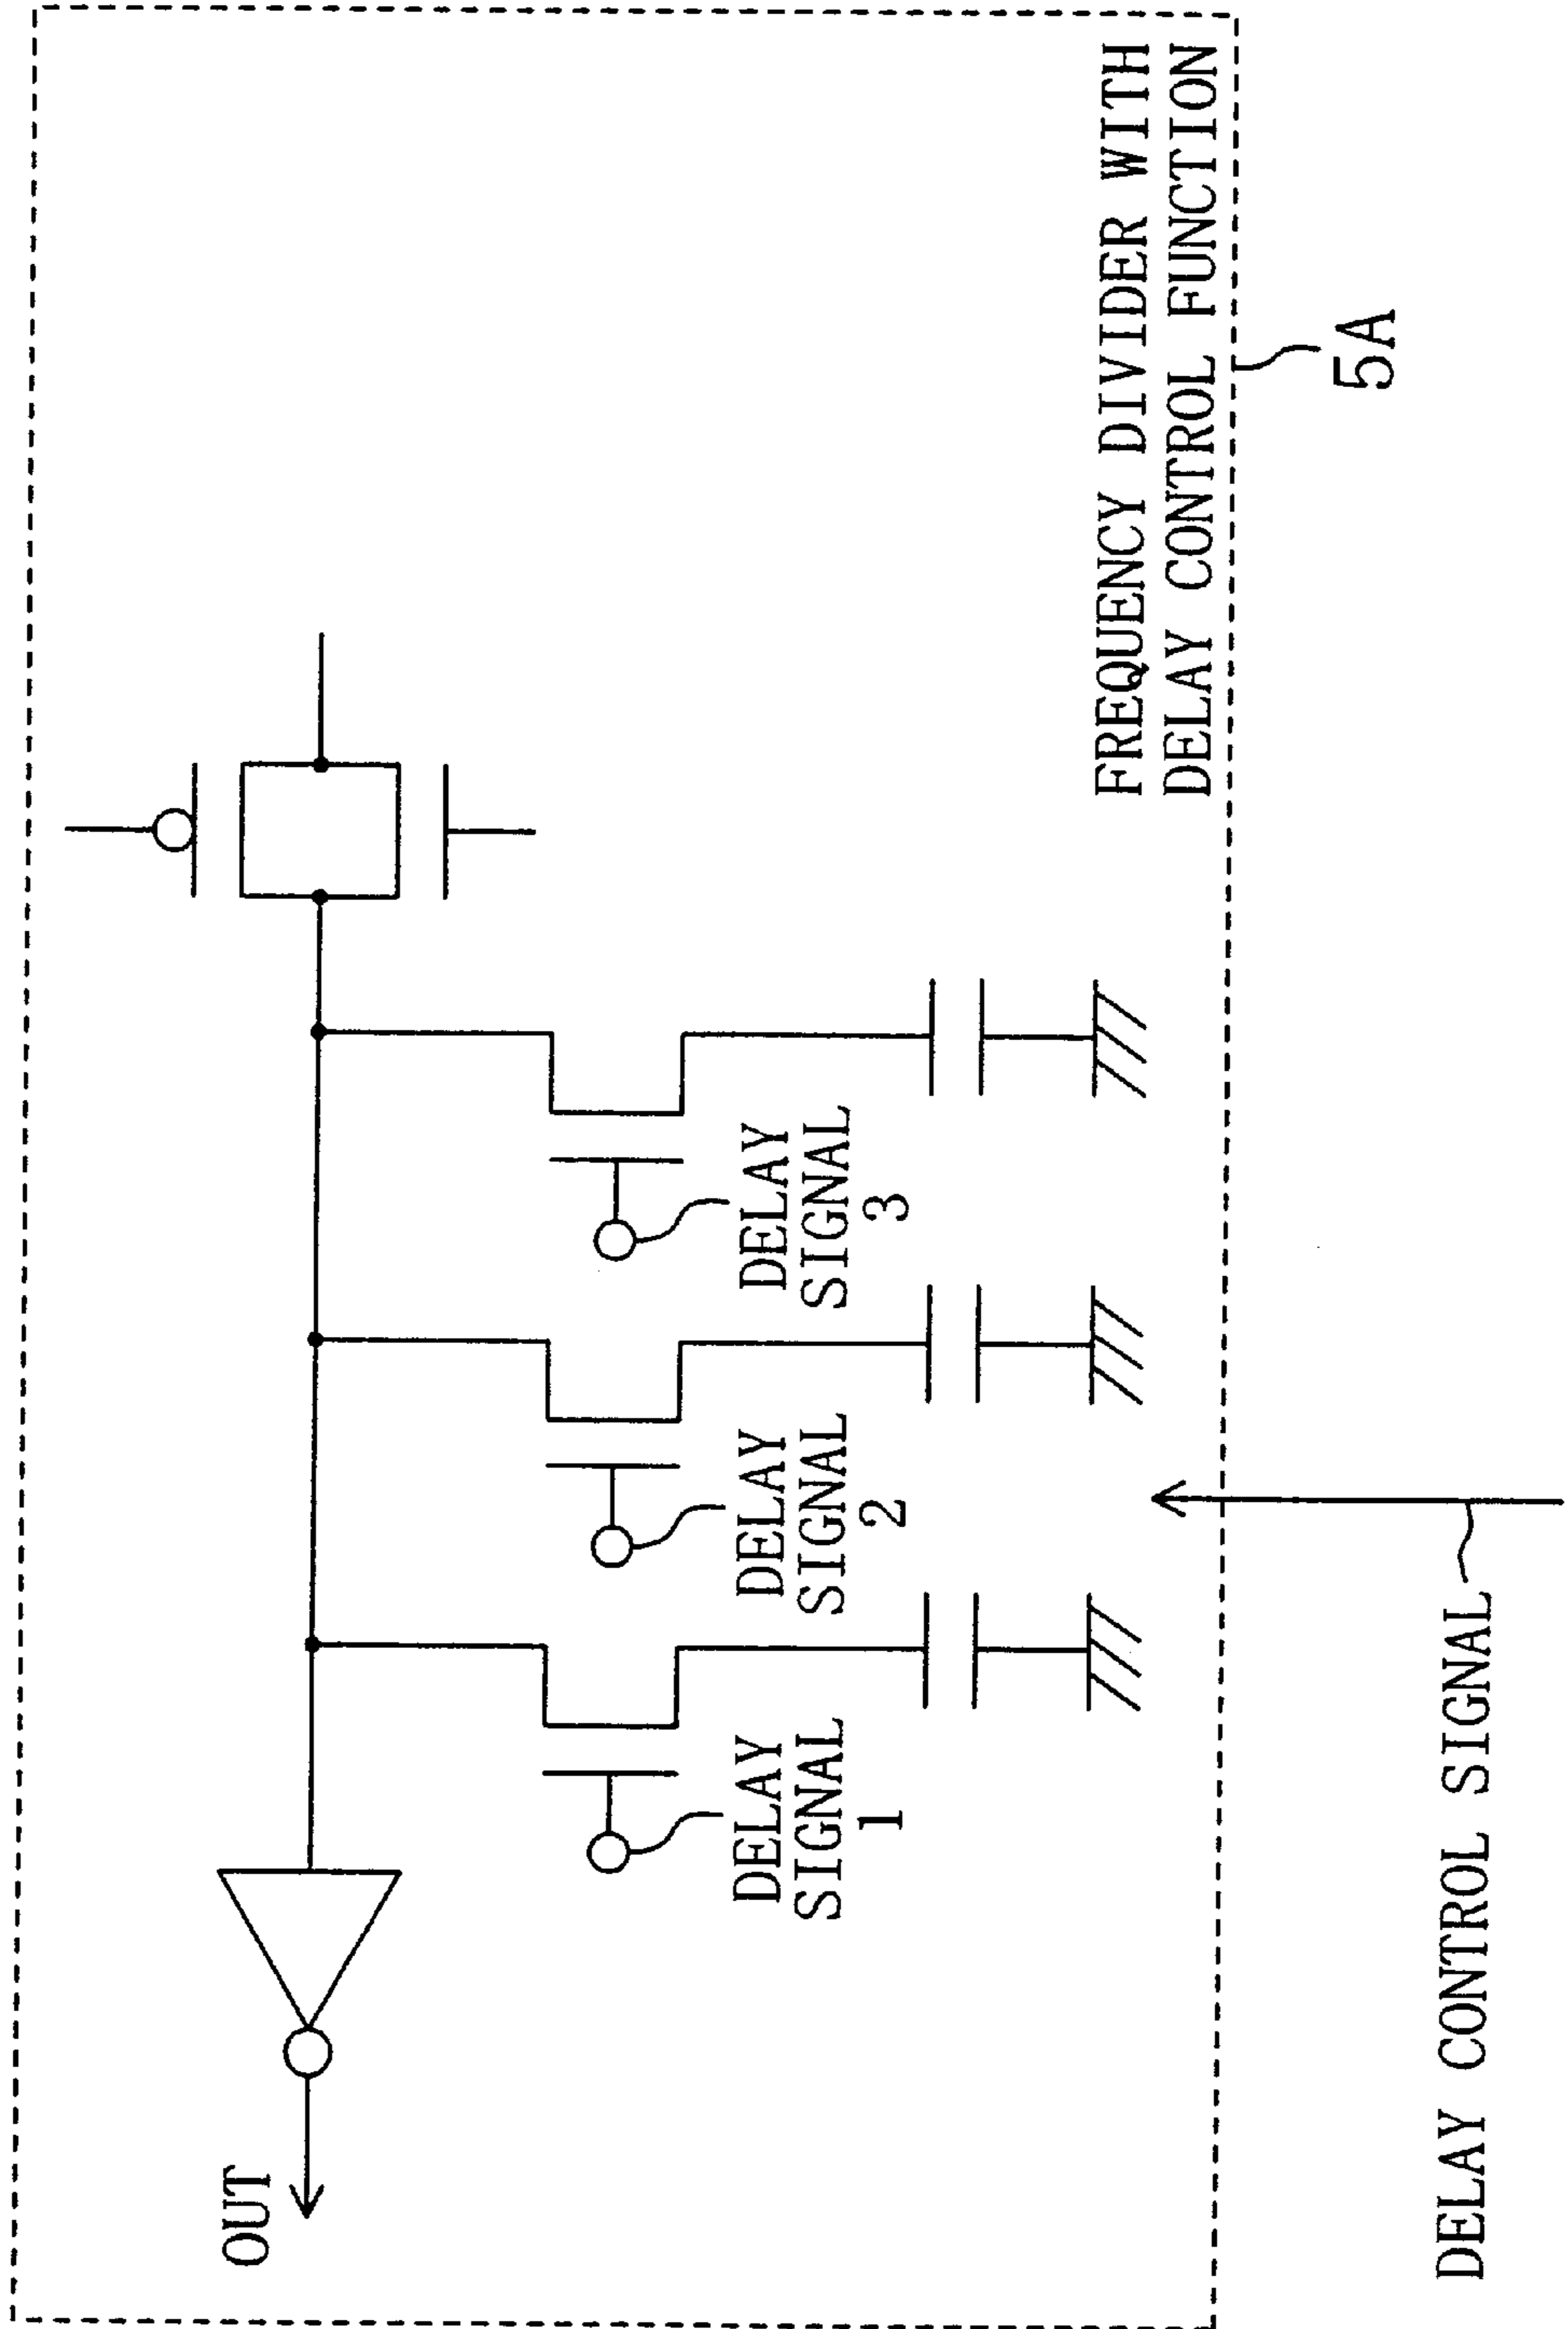 OUT
DELAY
SIGNAL
1
DELAY
SIGNAL
2
DELAY
SIGNAL
3
FREQUENCY DIVIDER WITH
DELAY CONTROL FUNCTION
5A
DELAY CONTROL SIGNAL